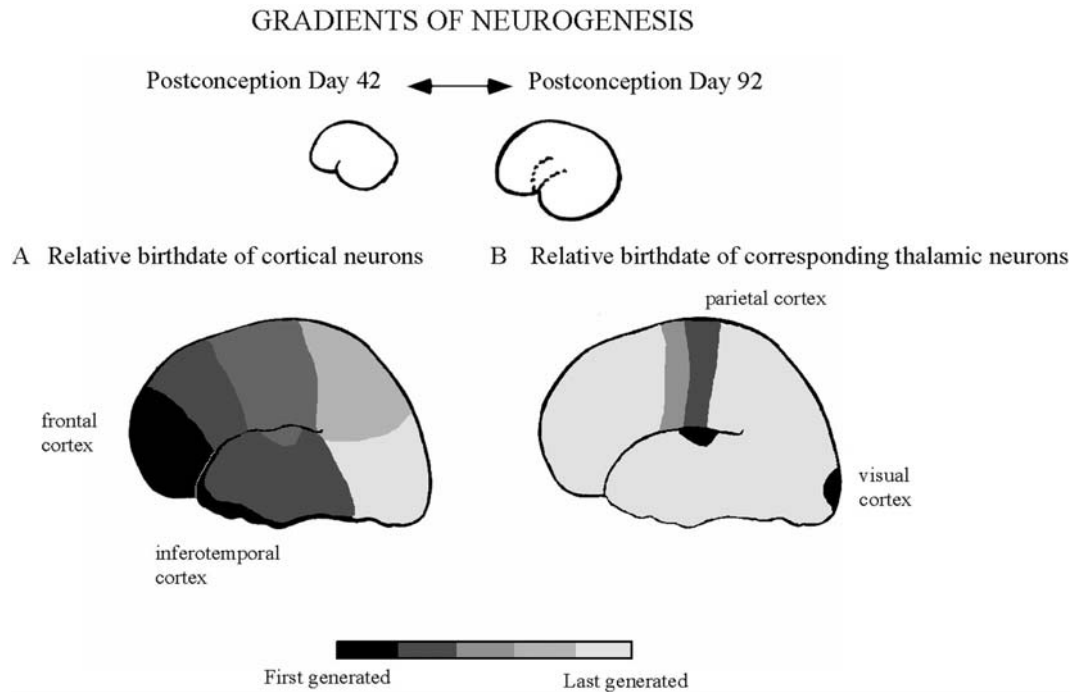 GRADIENTS OF NEUROGENESIS
Postconception Day 42
Postconception Day 92
A Relative birthdate of cortical neurons
B Relative birthdate of corresponding thalamic neurons
parietal cortex
frontal
cortex
visual
cortex
inferotemporal
cortex
First generated
Last generated